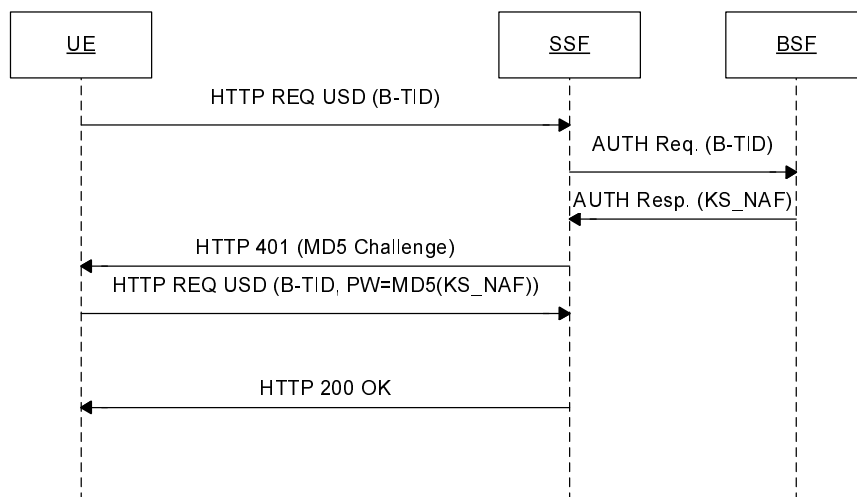 UE
SSF
BSF
HTTP REQ USD (B-TID)
AUTH Req. (B-TID)
AUTH Resp. (KS_NAF)
HTTP 401 (MD5 Challenge)
HTTP REQ USD (B-TID, PW=MD5(KS_NAF))
HTTP 200 OK